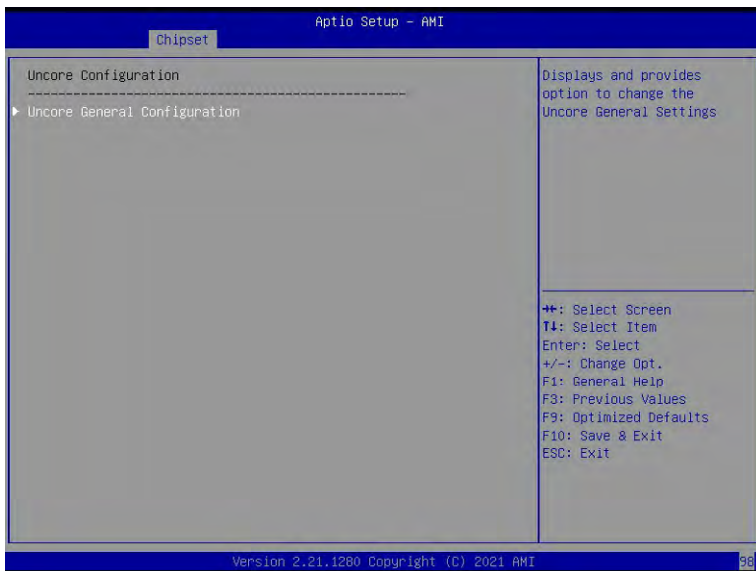 Aptio Setup – AMI
Chipset
Uncore Configuration
--------------------------------------------------
▶ Uncore General Configuration
Displays and provides
option to change the
Uncore General Settings
→←: Select Screen
↑↓: Select Item
Enter: Select
+/-: Change Opt.
F1: General Help
F3: Previous Values
F9: Optimized Defaults
F10: Save & Exit
ESC: Exit
Version 2.21.1280 Copyright (C) 2021 AMI
98